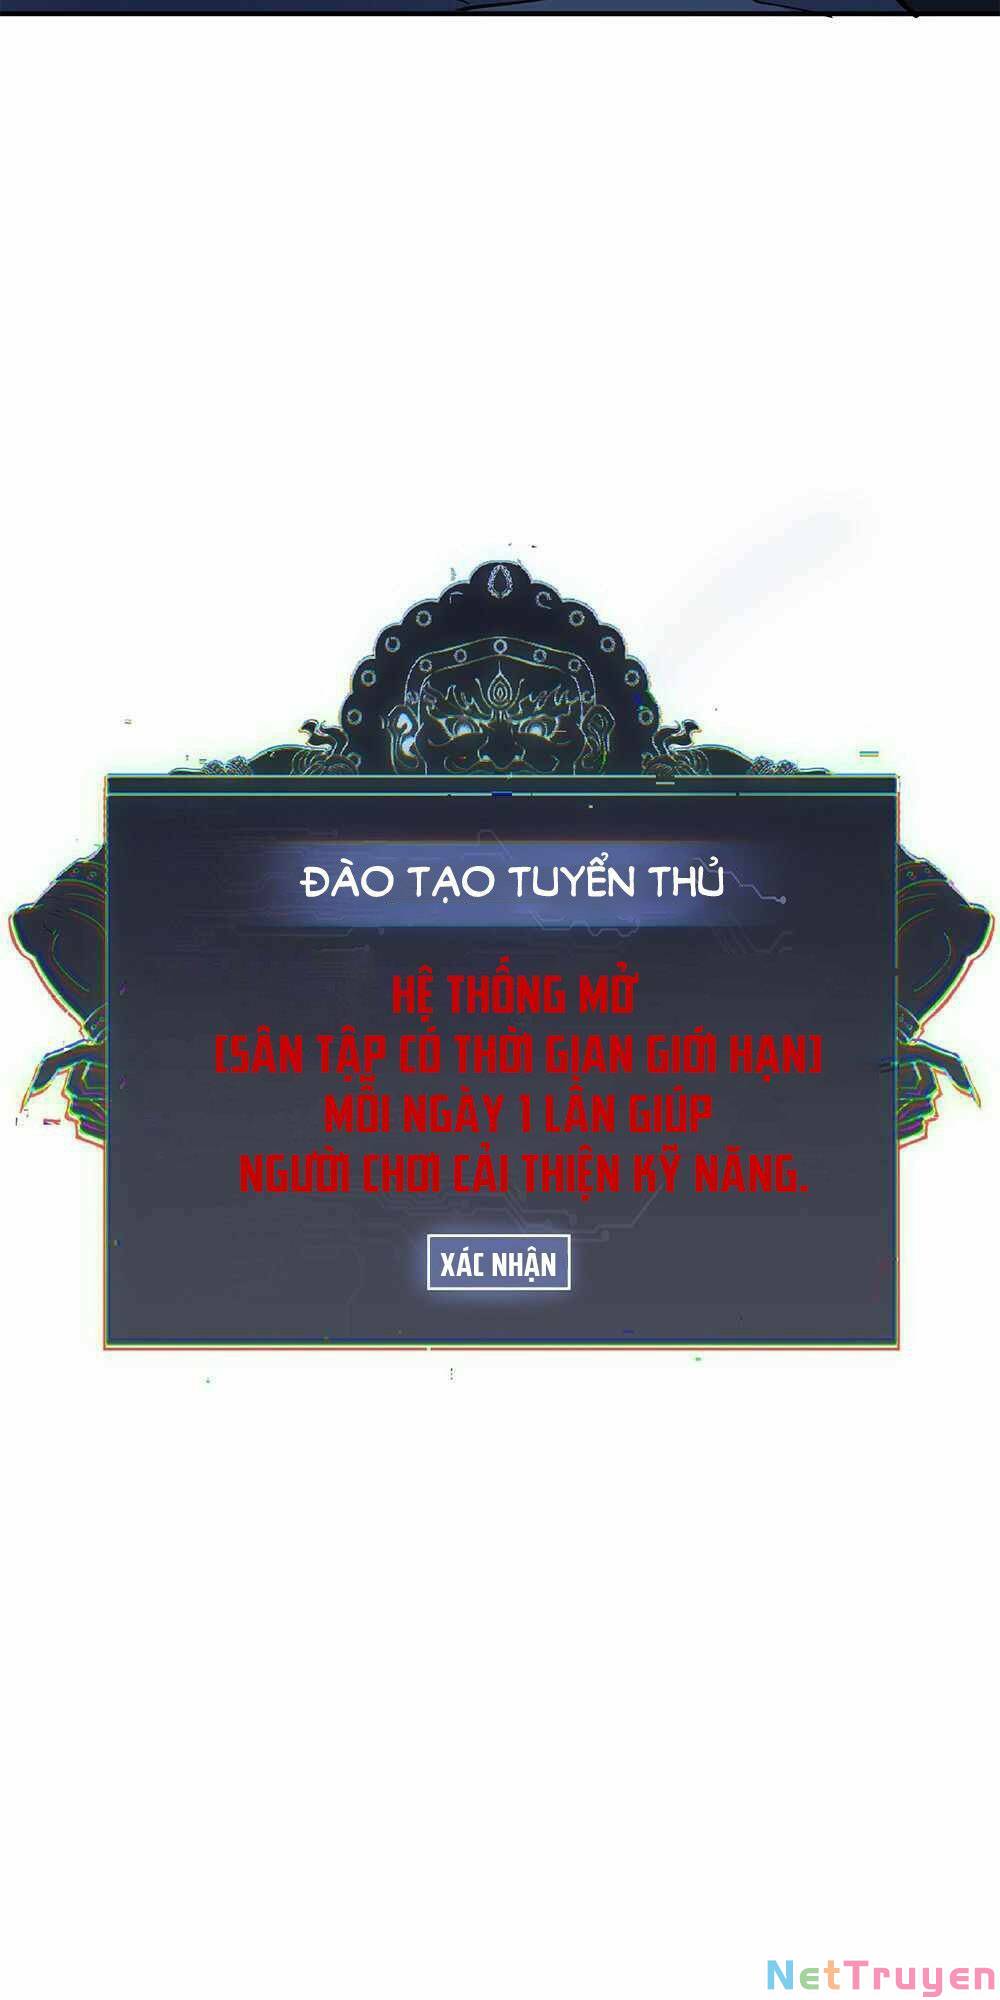 ĐÀO TẠO TUYỂN THỦ
HỆ THỐNG MỞ
[SÂN TẬP CÓ THỜI GIAN GIỚI HẠN]
MỖI NGÀY 1 LẦN GIÚP
NGƯỜI CHƠI CẢI THIỆN KỸ NĂNG.
XÁC NHẬN
NetTruyen